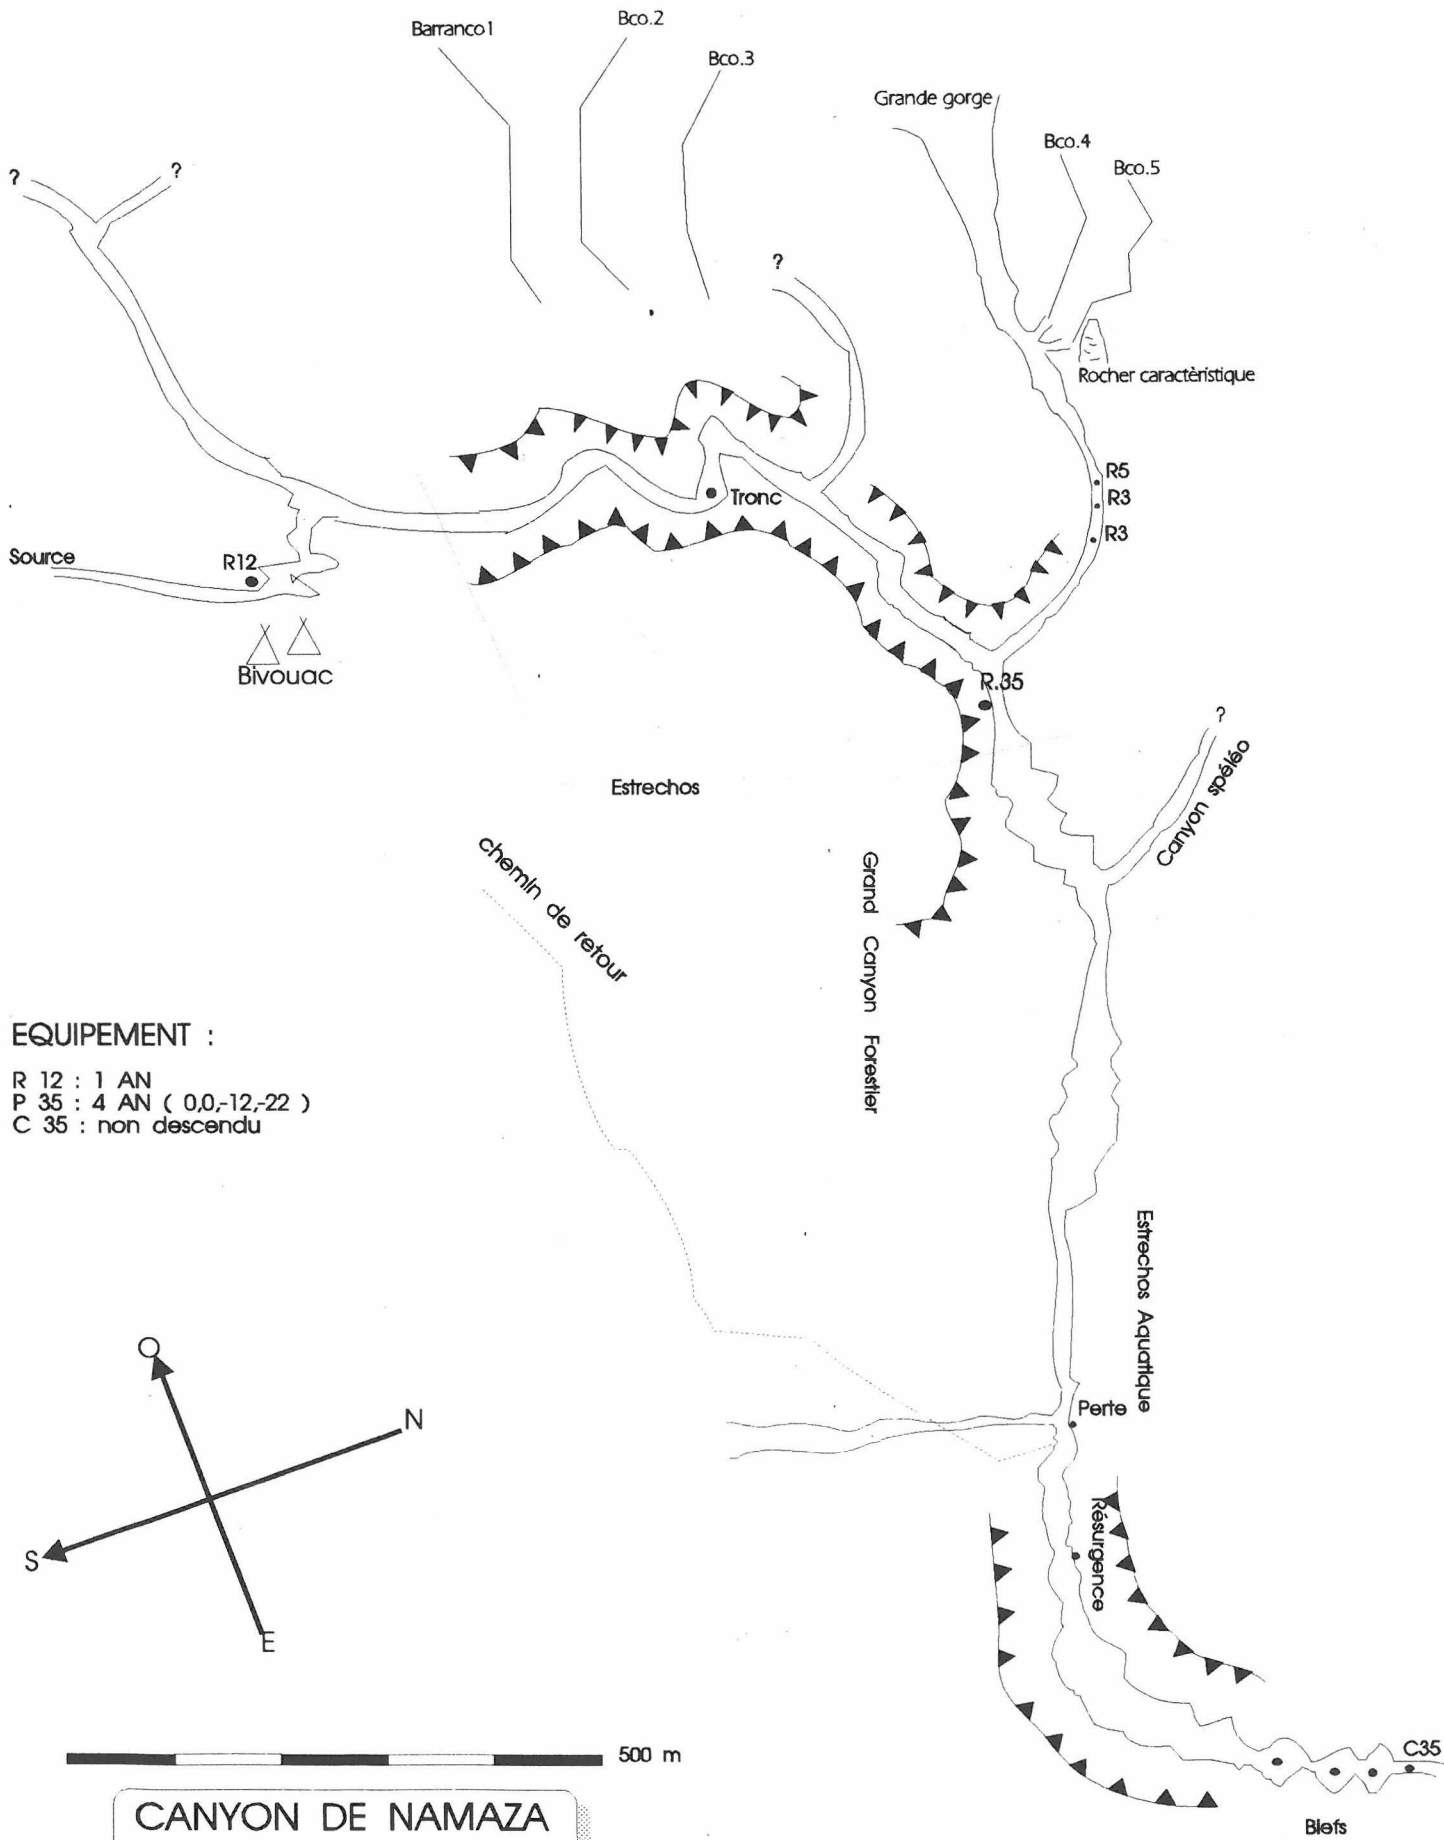 Barranco1
Bco.2
Bco.3
Grande gorge
Bco.4
Bco.5
?
?
?
Rocher caractèristique
R5
R3
R3
Tronc
Source
R12
Bivouac
R.35
?
Canyon spéléo
Estrechos
chemin de retour
Grand Canyon Forestier
EQUIPEMENT :
R 12 : 1 AN
P 35 : 4 AN ( 0,0,-12,-22 )
C 35 : non descendu
Estrechos Aquatique
O
N
S
E
Perte
Résurgence
500 m
C35
Biefs
CANYON DE NAMAZA